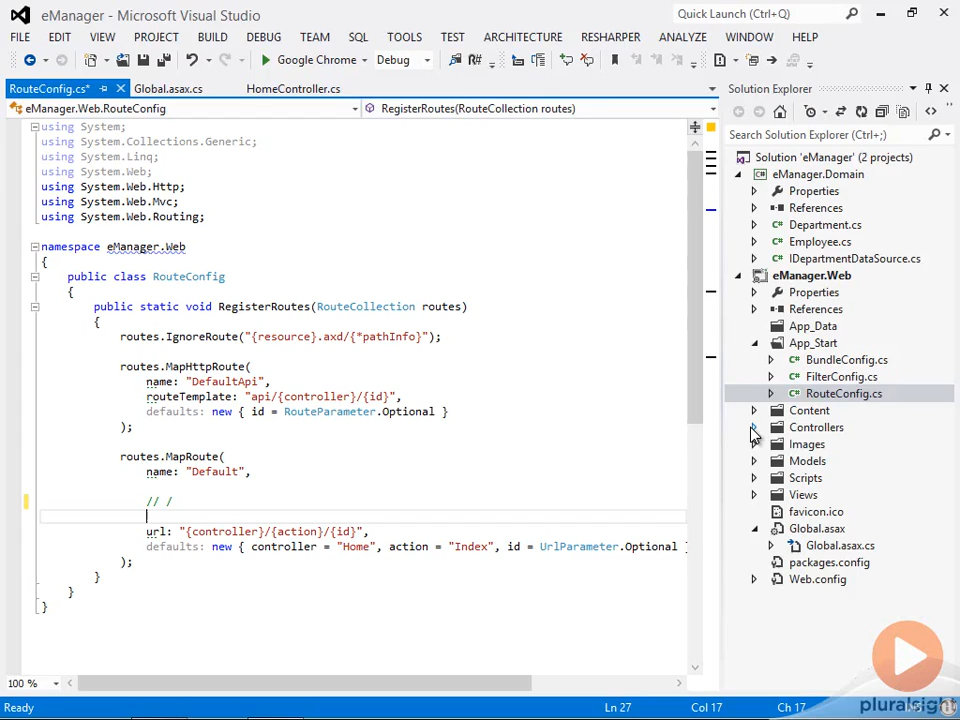 eManager - Microsoft Visual Studio
Quick Launch (Ctrl+Q)
FILE EDIT VIEW PROJECT BUILD DEBUG TEAM SQL TOOLS TEST ARCHITECTURE RESHARPER ANALYZE WINDOW HELP
Google Chrome Debug R#
RouteConfig.cs* Global.asax.cs HomeController.cs
eManager.Web.RouteConfig RegisterRoutes(RouteCollection routes)
using System;
using System.Collections.Generic;
using System.Linq;
using System.Web;
using System.Web.Http;
using System.Web.Mvc;
using System.Web.Routing;
namespace eManager.Web
{
public class RouteConfig
{
public static void RegisterRoutes(RouteCollection routes)
{
routes.IgnoreRoute("{resource}.axd/{*pathInfo}");
routes.MapHttpRoute(
name: "DefaultApi",
routeTemplate: "api/{controller}/{id}",
defaults: new { id = RouteParameter.Optional }
);
routes.MapRoute(
name: "Default",
// /
url: "{controller}/{action}/{id}",
defaults: new { controller = "Home", action = "Index", id = UrlParameter.Optional }
);
}
}
}
100 %
Solution Explorer
Search Solution Explorer (Ctrl+;)
Solution 'eManager' (2 projects)
C# eManager.Domain
Properties
References
C# Department.cs
C# Employee.cs
C# IDepartmentDataSource.cs
eManager.Web
Properties
References
App_Data
App_Start
C# BundleConfig.cs
C# FilterConfig.cs
C# RouteConfig.cs
Content
Controllers
Images
Models
Scripts
Views
favicon.ico
Global.asax
Global.asax.cs
packages.config
Web.config
pluralsight
Ready Ln 27 Col 17 Ch 17